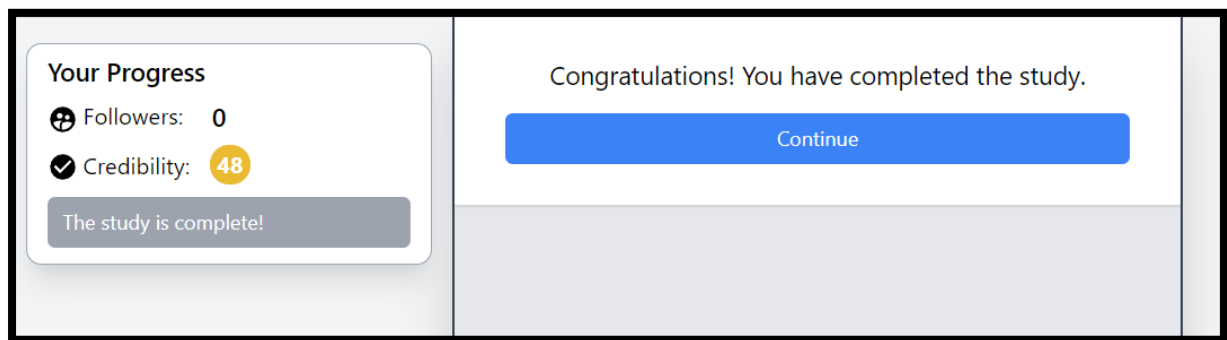 Your Progress
Followers: 0
Credibility: 48
The study is complete!
Congratulations! You have completed the study.
Continue